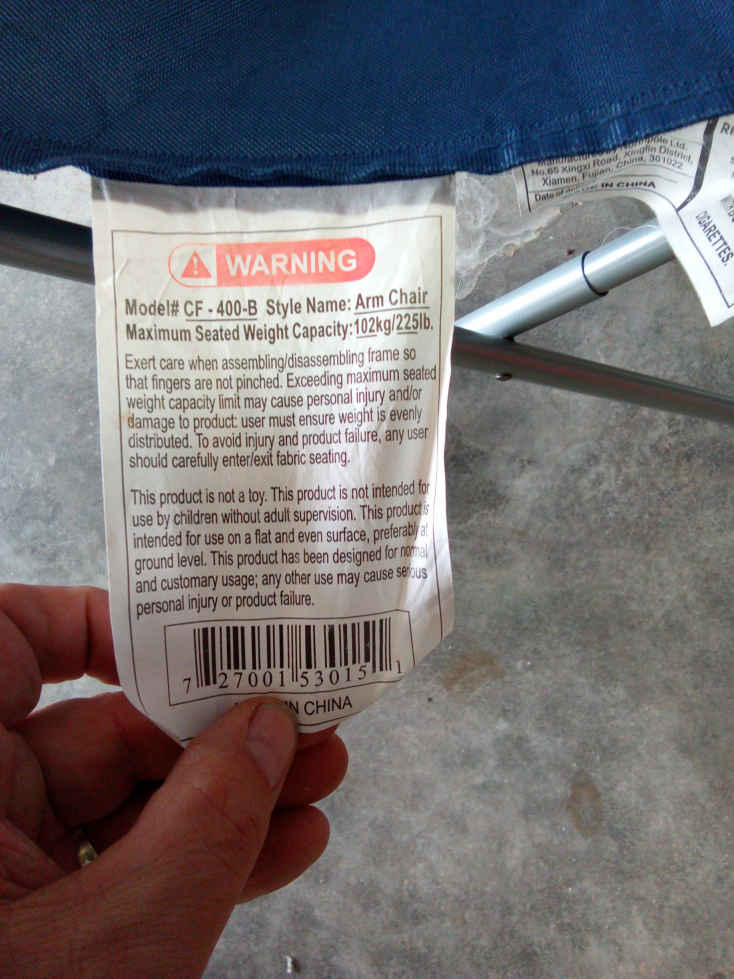 WARNING
Model# CF - 400-B Style Name: Arm Chair
Maximum Seated Weight Capacity:102kg/225lb.
Exert care when assembling/disassembling frame so
that fingers are not pinched. Exceeding maximum seated
weight capacity limit may cause personal injury and/or
damage to product: user must ensure weight is evenly
distributed. To avoid injury and product failure, any user
should carefully enter/exit fabric seating.
This product is not a toy. This product is not intended for
use by children without adult supervision. This product is
intended for use on a flat and even surface, preferably at
ground level. This product has been designed for normal
and customary usage; any other use may cause serious
personal injury or product failure.
7 27001 53015 1
IN CHINA
No.65 Xingxi Road, Xinglin District,
Xiamen, Fujian, China, 301022
Date of
IN CHINA